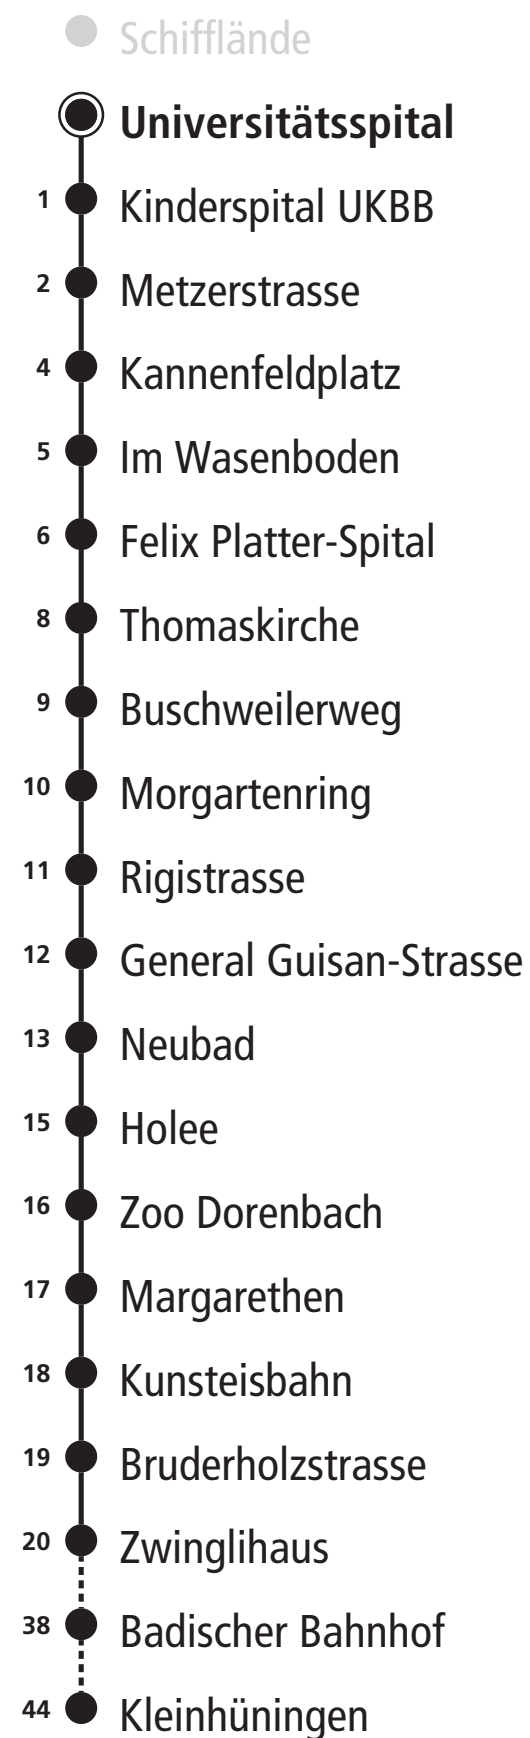 Schifflände
Universitätsspital
1 Kinderspital UKBB
2 Metzerstrasse
4 Kannenfeldplatz
5 Im Wasenboden
6 Felix Platter-Spital
8 Thomaskirche
9 Buschweilerweg
10 Morgartenring
11 Rigistrasse
12 General Guisan-Strasse
13 Neubad
15 Holee
16 Zoo Dorenbach
17 Margarethen
18 Kunsteisbahn
19 Bruderholzstrasse
20 Zwinglihaus
38 Badischer Bahnhof
44 Kleinhüningen